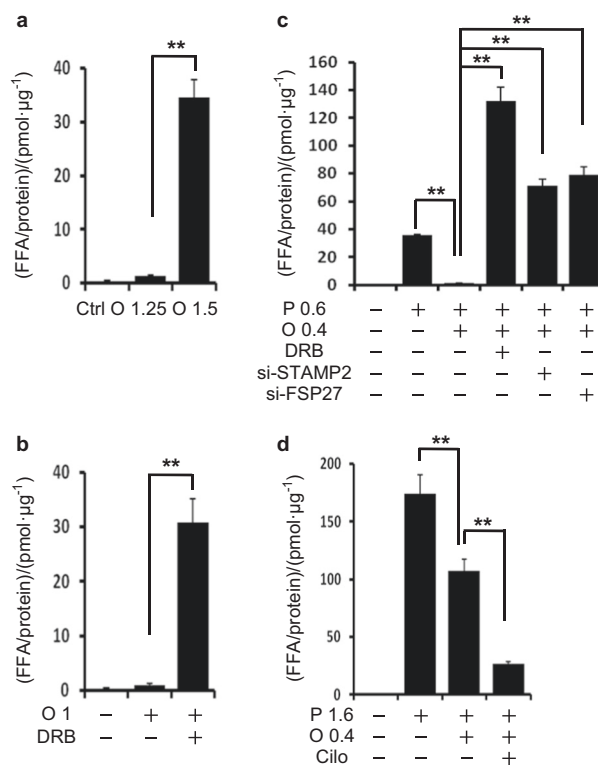 a
**
40
30
20
10
0
(FFA/protein)/(pmol·µg⁻¹)
Ctrl O 1.25 O 1.5
b
**
40
30
20
10
0
(FFA/protein)/(pmol·µg⁻¹)
O 1 – + +
DRB – – +
c
**
**
**
**
160
140
120
100
80
60
40
20
0
(FFA/protein)/(pmol·µg⁻¹)
P 0.6 – + + + + +
O 0.4 – – + + + +
DRB – – – + – –
si-STAMP2 – – – – + –
si-FSP27 – – – – – +
d
**
**
200
150
100
50
0
(FFA/protein)/(pmol·µg⁻¹)
P 1.6 – + + +
O 0.4 – – + +
Cilo – – – +